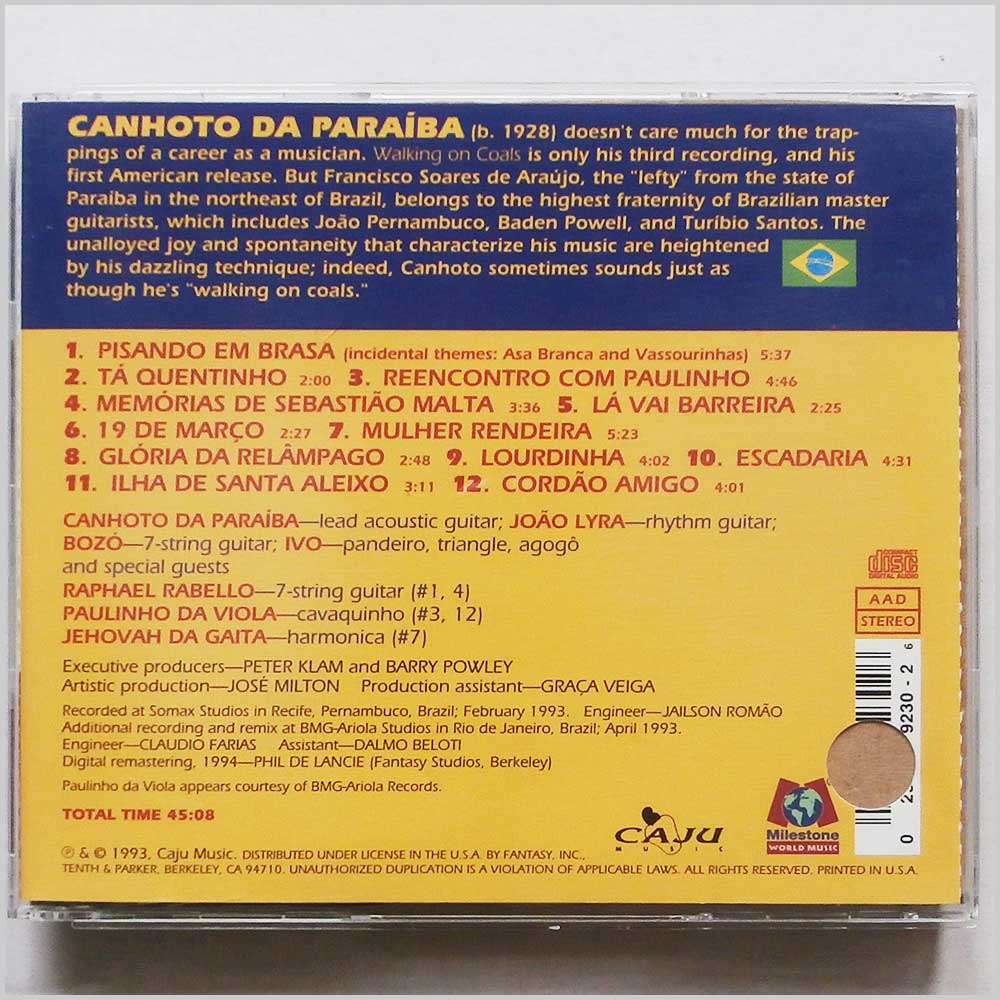 CANHOTO DA PARAÍBA (b. 1928) doesn't care much for the trap-
pings of a career as a musician. Walking on Coals is only his third recording, and his
first American release. But Francisco Soares de Araújo, the "lefty" from the state of
Paraíba in the northeast of Brazil, belongs to the highest fraternity of Brazilian master
guitarists, which includes João Pernambuco, Baden Powell, and Turíbio Santos. The
unalloyed joy and spontaneity that characterize his music are heightened
by his dazzling technique; indeed, Canhoto sometimes sounds just as
though he's "walking on coals."
1. PISANDO EM BRASA (incidental themes: Asa Branca and Vassourinhas) 5:37
2. TÁ QUENTINHO 2:00 3. REENCONTRO COM PAULINHO 4:46
4. MEMÓRIAS DE SEBASTIÃO MALTA 3:36 5. LÁ VAI BARREIRA 2:25
6. 19 DE MARÇO 2:27 7. MULHER RENDEIRA 5:23
8. GLÓRIA DA RELÂMPAGO 2:48 9. LOURDINHA 4:02 10. ESCADARIA 4:31
11. ILHA DE SANTA ALEIXO 3:11 12. CORDÃO AMIGO 4:01
CANHOTO DA PARAÍBA—lead acoustic guitar; JOÃO LYRA—rhythm guitar;
BOZÓ—7-string guitar; IVO—pandeiro, triangle, agogô
and special guests
RAPHAEL RABELLO—7-string guitar (#1, 4)
PAULINHO DA VIOLA—cavaquinho (#3, 12)
JEHOVAH DA GAITA—harmonica (#7)
COMPACT
disc
DIGITAL AUDIO
AAD
STEREO
Executive producers—PETER KLAM and BARRY POWLEY
Artistic production—JOSÉ MILTON Production assistant—GRAÇA VEIGA
Recorded at Somax Studios in Recife, Pernambuco, Brazil; February 1993. Engineer—JAILSON ROMÃO
Additional recording and remix at BMG-Ariola Studios in Rio de Janeiro, Brazil; April 1993.
Engineer—CLAUDIO FARIAS Assistant—DALMO BELOTI
Digital remastering, 1994—PHIL DE LANCIE (Fantasy Studios, Berkeley)
Paulinho da Viola appears courtesy of BMG-Ariola Records.
TOTAL TIME 45:08
CAJU
MUSIC
Milestone
WORLD MUSIC
0 2 9230-2 6
℗ & © 1993, Caju Music. DISTRIBUTED UNDER LICENSE IN THE U.S.A. BY FANTASY, INC.,
TENTH & PARKER, BERKELEY, CA 94710. UNAUTHORIZED DUPLICATION IS A VIOLATION OF APPLICABLE LAWS. ALL RIGHTS RESERVED. PRINTED IN U.S.A.